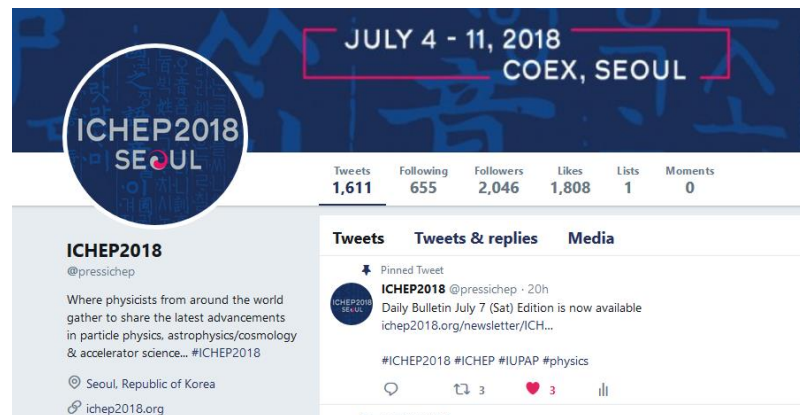 JULY 4 - 11, 2018
COEX, SEOUL
ICHEP2018
SEOUL
Tweets Following Followers Likes Lists Moments
1,611 655 2,046 1,808 1 0
ICHEP2018
@pressichep
Where physicists from around the world
gather to share the latest advancements
in particle physics, astrophysics/cosmology
& accelerator science... #ICHEP2018
Seoul, Republic of Korea
ichep2018.org
Tweets Tweets & replies Media
Pinned Tweet
ICHEP2018
SEOUL
ICHEP2018 @pressichep · 20h
Daily Bulletin July 7 (Sat) Edition is now available
ichep2018.org/newsletter/ICH...
#ICHEP2018 #ICHEP #IUPAP #physics
3 3